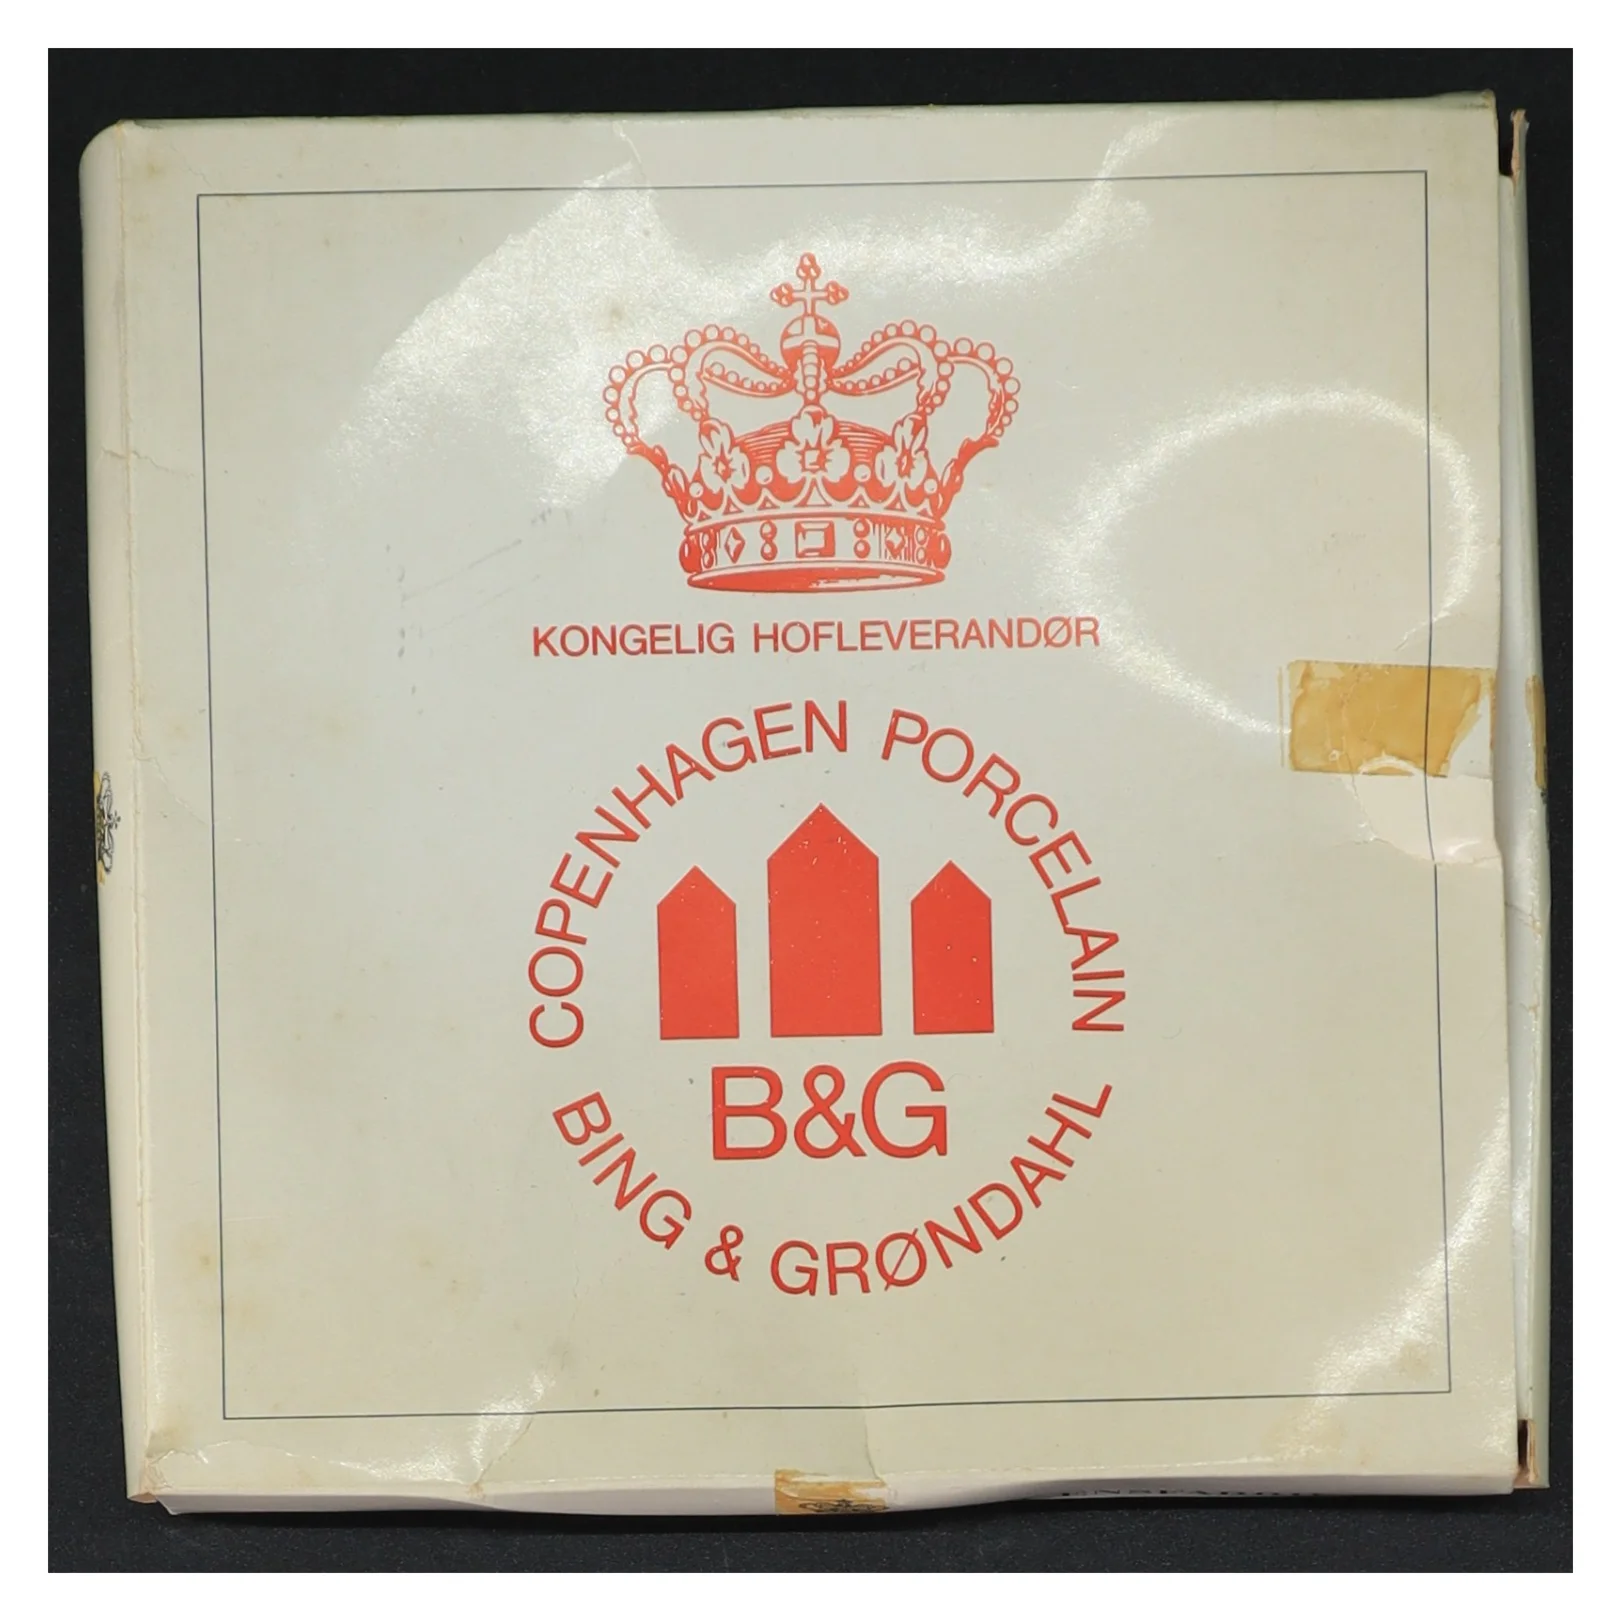 KONGELIG HOFLEVERANDØR
COPENHAGEN PORCELAIN
B&G
BING & GRØNDAHL